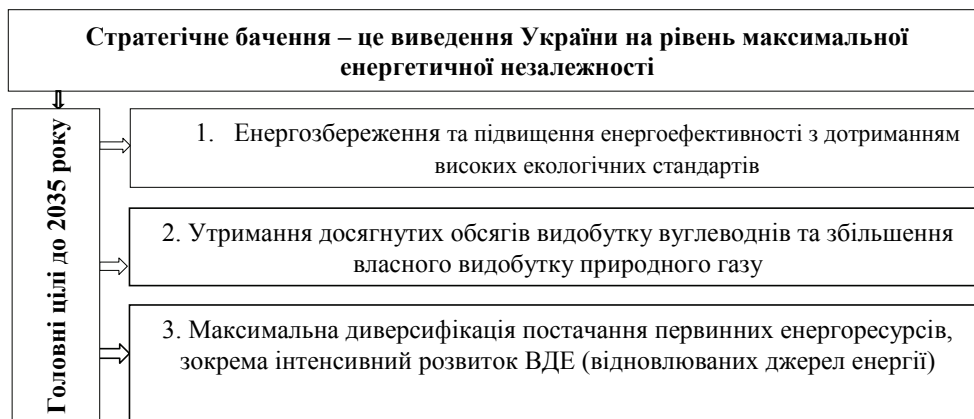 Стратегічне бачення – це виведення України на рівень максимальної
енергетичної незалежності
Головні цілі до 2035 року
1. Енергозбереження та підвищення енергоефективності з дотриманням
високих екологічних стандартів
2. Утримання досягнутих обсягів видобутку вуглеводнів та збільшення
власного видобутку природного газу
3. Максимальна диверсифікація постачання первинних енергоресурсів,
зокрема інтенсивний розвиток ВДЕ (відновлюваних джерел енергії)